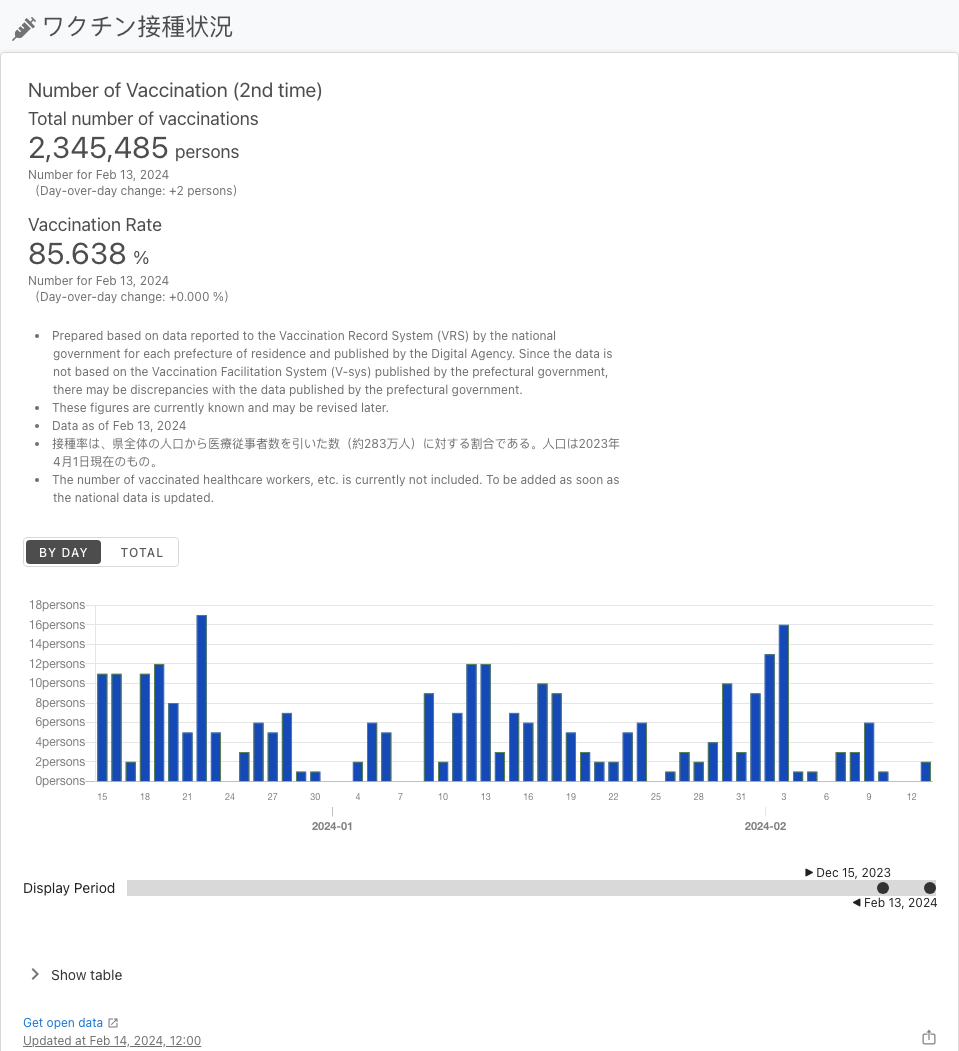 ワクチン接種状況
Number of Vaccination (2nd time)
Total number of vaccinations
2,345,485 persons
Number for Feb 13, 2024
(Day-over-day change: +2 persons)
Vaccination Rate
85.638 %
Number for Feb 13, 2024
(Day-over-day change: +0.000 %)
• Prepared based on data reported to the Vaccination Record System (VRS) by the national
government for each prefecture of residence and published by the Digital Agency. Since the data is
not based on the Vaccination Facilitation System (V-sys) published by the prefectural government,
there may be discrepancies with the data published by the prefectural government.
• These figures are currently known and may be revised later.
• Data as of Feb 13, 2024
• 接種率は、県全体の人口から医療従事者数を引いた数（約283万人）に対する割合である。人口は2023年
4月1日現在のもの。
• The number of vaccinated healthcare workers, etc. is currently not included. To be added as soon as
the national data is updated.
BY DAY TOTAL
18persons
16persons
14persons
12persons
10persons
8persons
6persons
4persons
2persons
0persons
15 18 21 24 27 30 4 7 10 13 16 19 22 25 28 31 3 6 9 12
2024-01 2024-02
▶ Dec 15, 2023
Display Period
◀ Feb 13, 2024
Show table
Get open data
Updated at Feb 14, 2024, 12:00